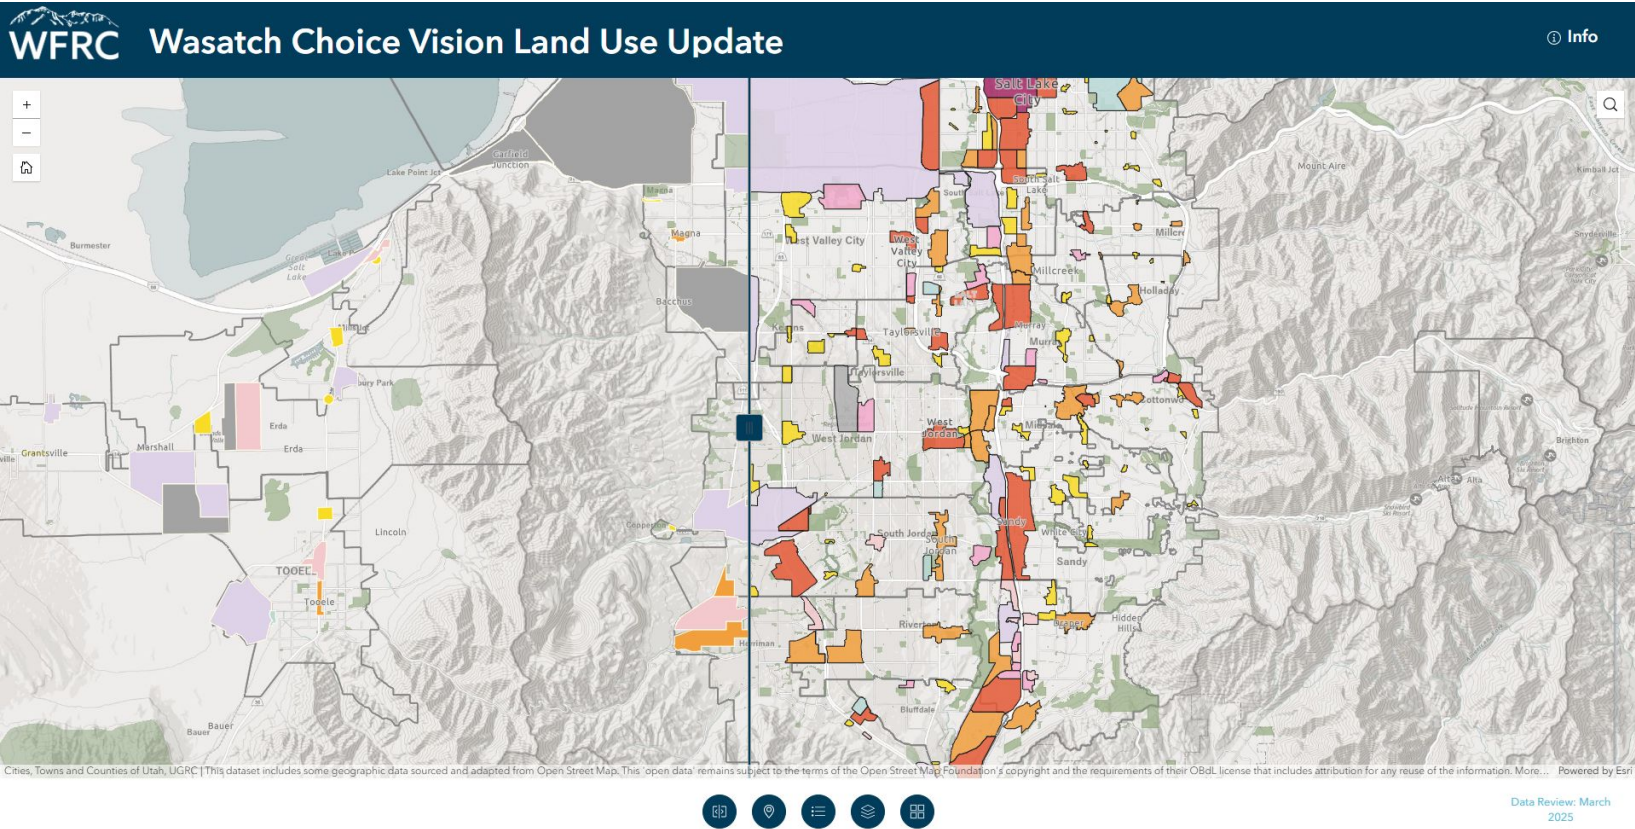 WFRC
Wasatch Choice Vision Land Use Update
Info
+
−
Salt Lake
City
Garfield
Junction
Lake Point Jct
Mount Aire
Kimball Jct
Magna
South Salt
Lake
Burmester
Great
Salt
Lake
Magna
West Valley City
West
Valley
City
Millcreek
Snyderville
Bacchus
Holladay
Kearns
Taylorsville
Murray
Taylorsville
Erda
Erda
West
Jordan
West Jordan
Marshall
Grantsville
Brighton
Alta
Lincoln
Copperton
South Jordan
South
Jordan
Sandy
White City
Sandy
TOOELE
Tooele
Riverton
Draper
Hidden
Hills
Herriman
Bluffdale
Bauer
Bauer
Cities, Towns and Counties of Utah, UGRC | This dataset includes some geographic data sourced and adapted from Open Street Map. This 'open data' remains subject to the terms of the Open Street Map Foundation's copyright and the requirements of their OBdL license that includes attribution for any reuse of the information. More...
Powered by Esri
Data Review: March
2025